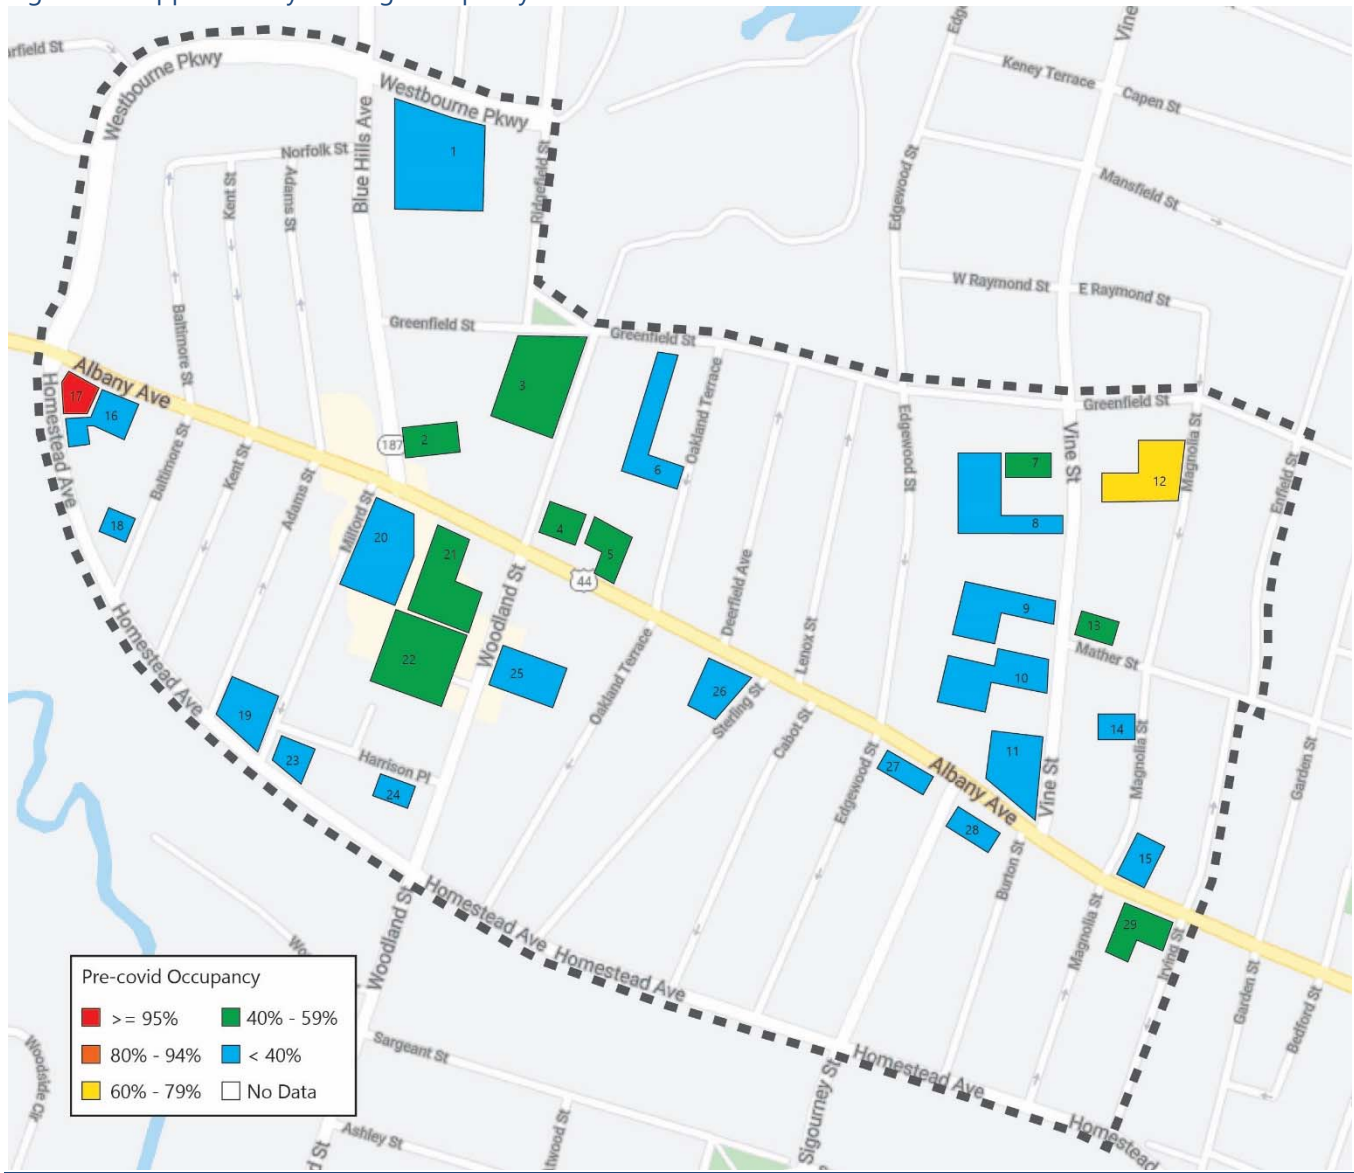 Westbourne Pkwy
Westbourne Pkwy
Blue Hills Ave
Norfolk St
Kent St
Adams St
Ridgefield St
Baltimore St
Edgewood St
Vine
Keney Terrace
Capen St
Mansfield St
Edgewood St
W Raymond St
E Raymond St
1
Greenfield St
Greenfield St
Greenfield St
Albany Ave
Homestead Ave
17
16
187
2
3
6
Oakland Terrace
Edgewood St
Vine St
7
8
12
Magnolia St
Enfield St
Baltimore St
Kent St
Adams St
Milford St
18
20
21
4
5
44
Woodland St
Deerfield Ave
Lenox St
9
13
Mather St
10
Homestead Ave
22
25
Oakland Terrace
26
Sterling St
Cabot St
19
23
Harrison Pl
24
27
Edgewood St
Albany Ave
28
11
Vine St
14
Magnolia St
Garden St
Burton St
15
29
Magnolia St
Irving St
Garden St
Bedford St
Homestead Ave
Homestead Ave
Homestead Ave
Homestead
Woodland St
Sargeant St
Ashley St
Sigourney St
Woodside Cir
Pre-covid Occupancy
>= 95%
40% - 59%
80% - 94%
< 40%
60% - 79%
No Data